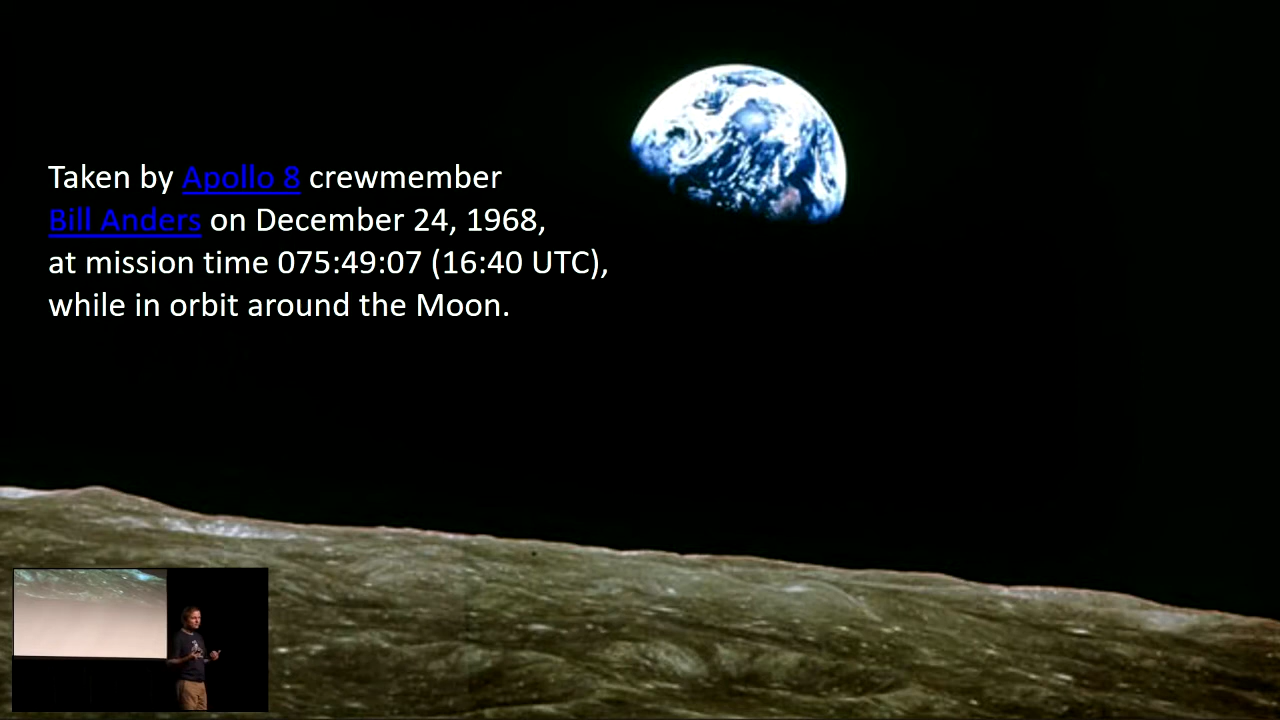 Taken by Apollo 8 crewmember
Bill Anders on December 24, 1968,
at mission time 075:49:07 (16:40 UTC),
while in orbit around the Moon.